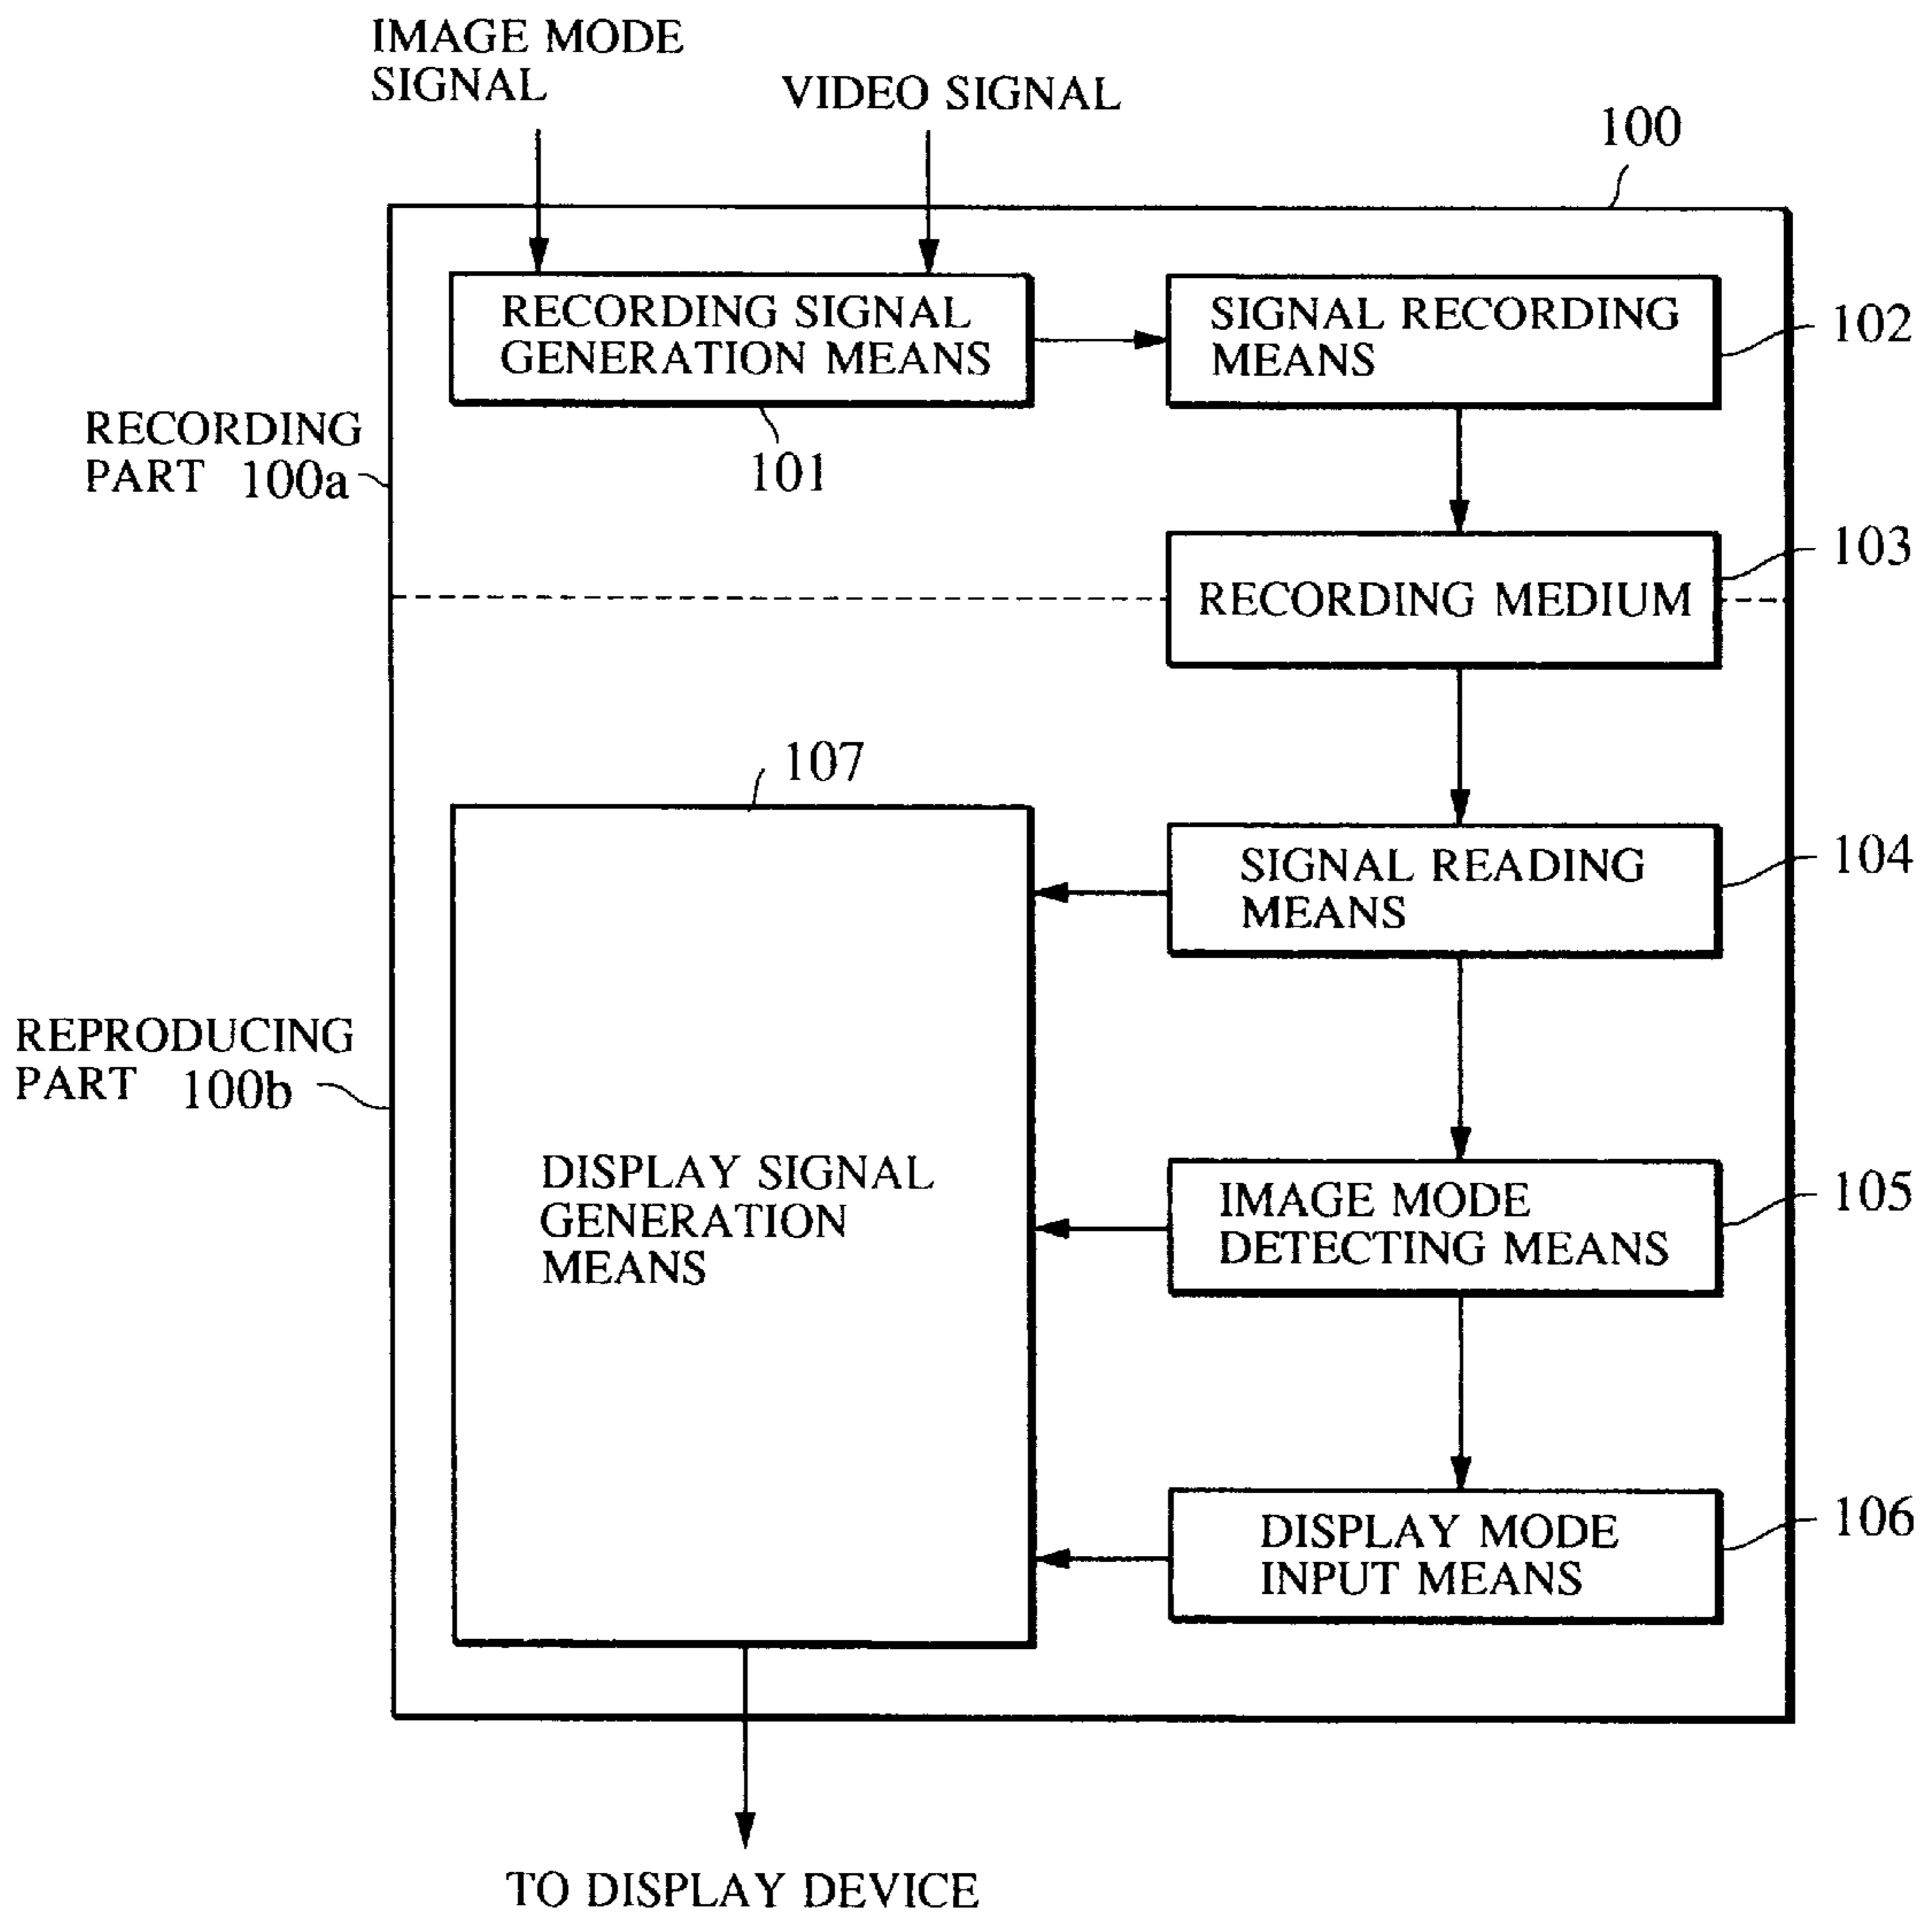 IMAGE MODE
SIGNAL
VIDEO SIGNAL
100
RECORDING SIGNAL
GENERATION MEANS
101
SIGNAL RECORDING
MEANS
102
RECORDING
PART 100a
RECORDING MEDIUM
103
107
SIGNAL READING
MEANS
104
REPRODUCING
PART 100b
DISPLAY SIGNAL
GENERATION
MEANS
IMAGE MODE
DETECTING MEANS
105
DISPLAY MODE
INPUT MEANS
106
TO DISPLAY DEVICE